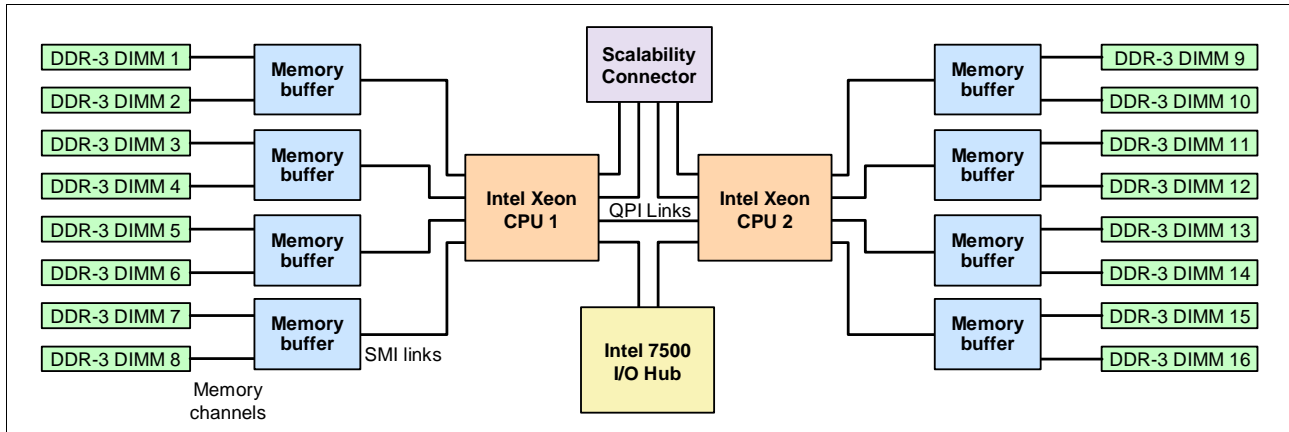 DDR-3 DIMM 1
DDR-3 DIMM 2
DDR-3 DIMM 3
DDR-3 DIMM 4
DDR-3 DIMM 5
DDR-3 DIMM 6
DDR-3 DIMM 7
DDR-3 DIMM 8
Memory
channels
Memory
buffer
Memory
buffer
Memory
buffer
Memory
buffer
SMI links
Intel Xeon
CPU 1
Scalability
Connector
QPI Links
Intel 7500
I/O Hub
Intel Xeon
CPU 2
Memory
buffer
Memory
buffer
Memory
buffer
Memory
buffer
DDR-3 DIMM 9
DDR-3 DIMM 10
DDR-3 DIMM 11
DDR-3 DIMM 12
DDR-3 DIMM 13
DDR-3 DIMM 14
DDR-3 DIMM 15
DDR-3 DIMM 16